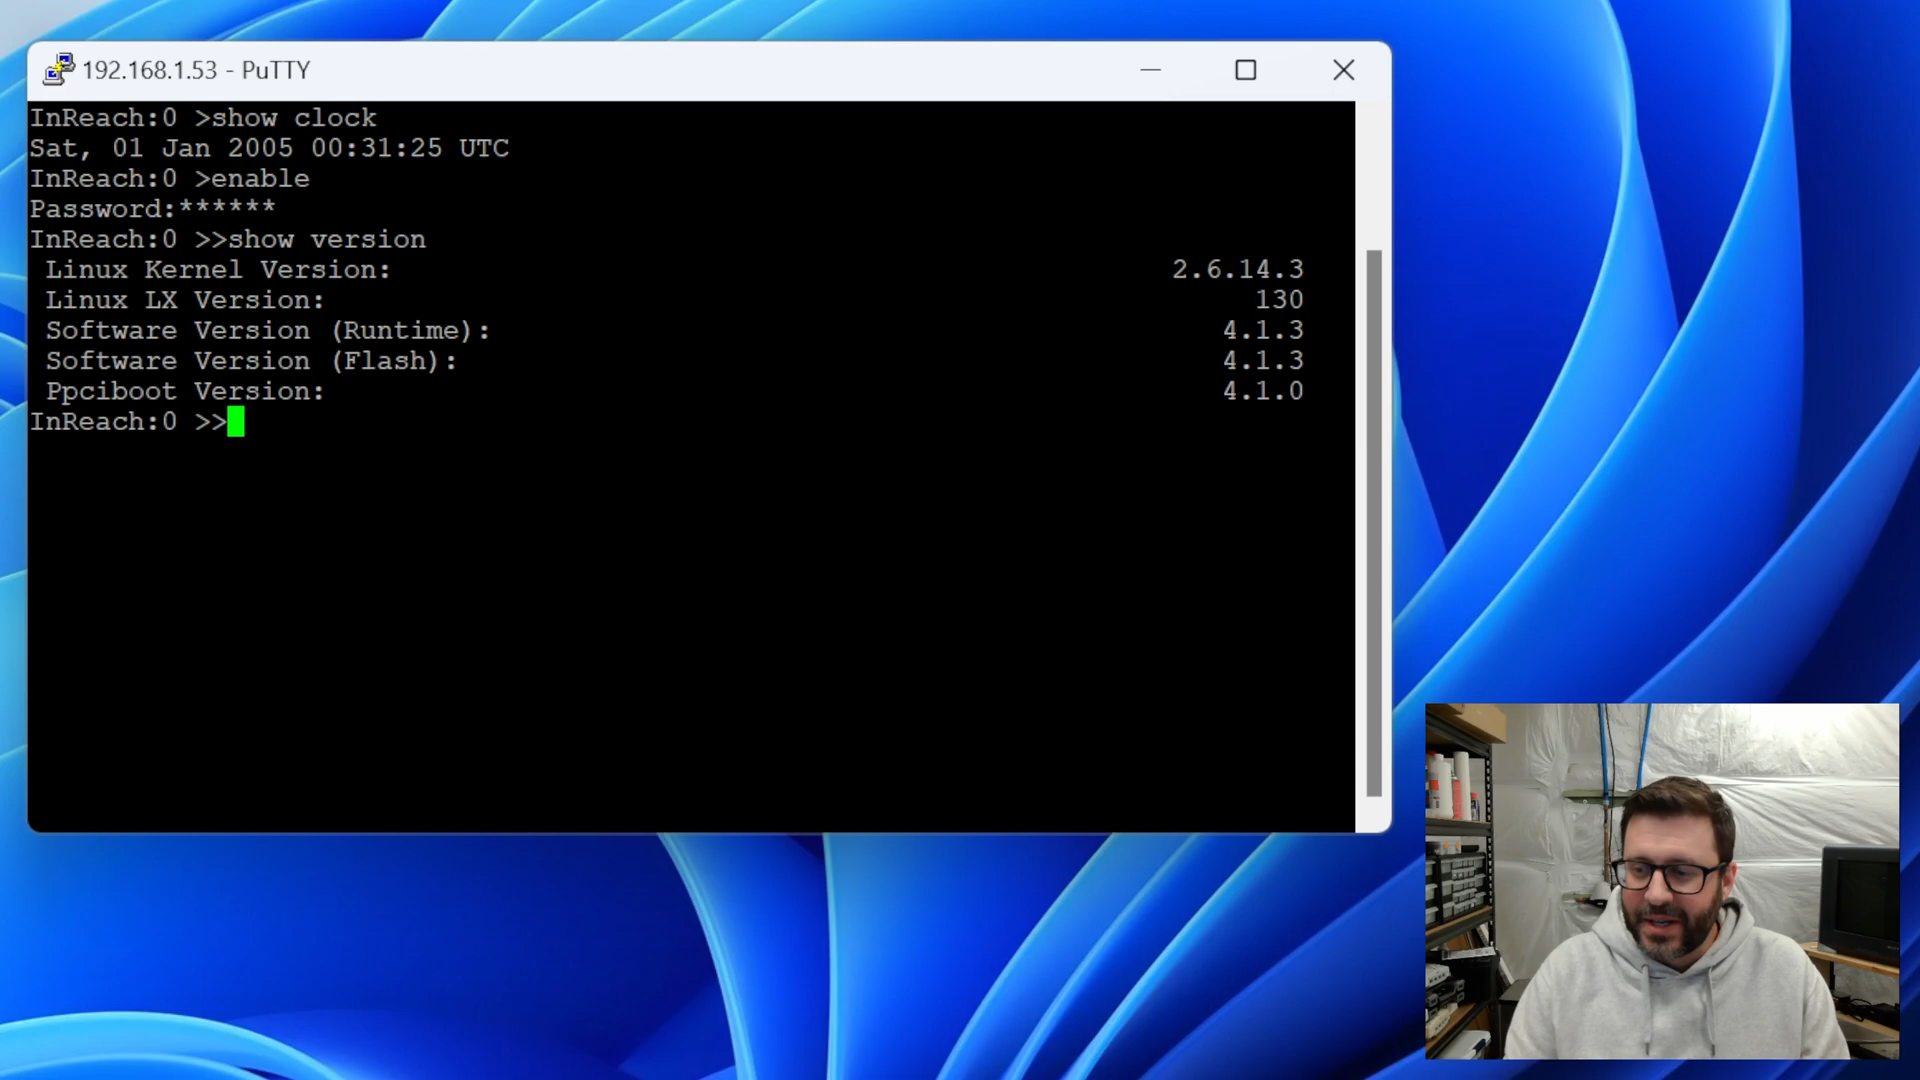 192.168.1.53 - PuTTY
InReach:0 >show clock
Sat, 01 Jan 2005 00:31:25 UTC
InReach:0 >enable
Password:******
InReach:0 >>show version
Linux Kernel Version: 2.6.14.3
Linux LX Version: 130
Software Version (Runtime): 4.1.3
Software Version (Flash): 4.1.3
Ppciboot Version: 4.1.0
InReach:0 >>